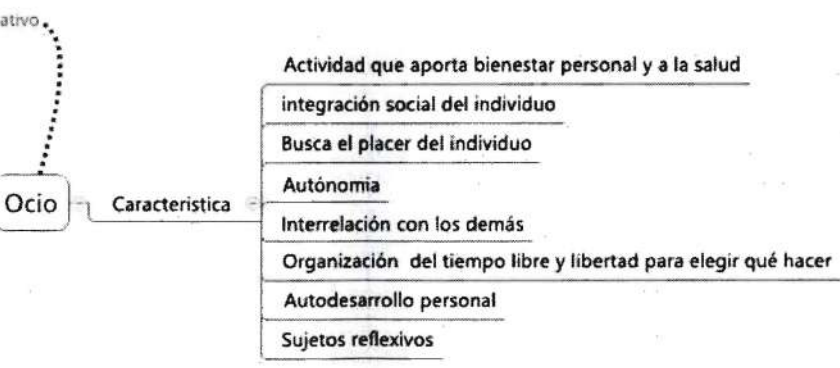 ativo
Actividad que aporta bienestar personal y a la salud
integración social del individuo
Busca el placer del individuo
Autónomia
Ocio
Caracteristica
Interrelación con los demás
Organización del tiempo libre y libertad para elegir qué hacer
Autodesarrollo personal
Sujetos reflexivos